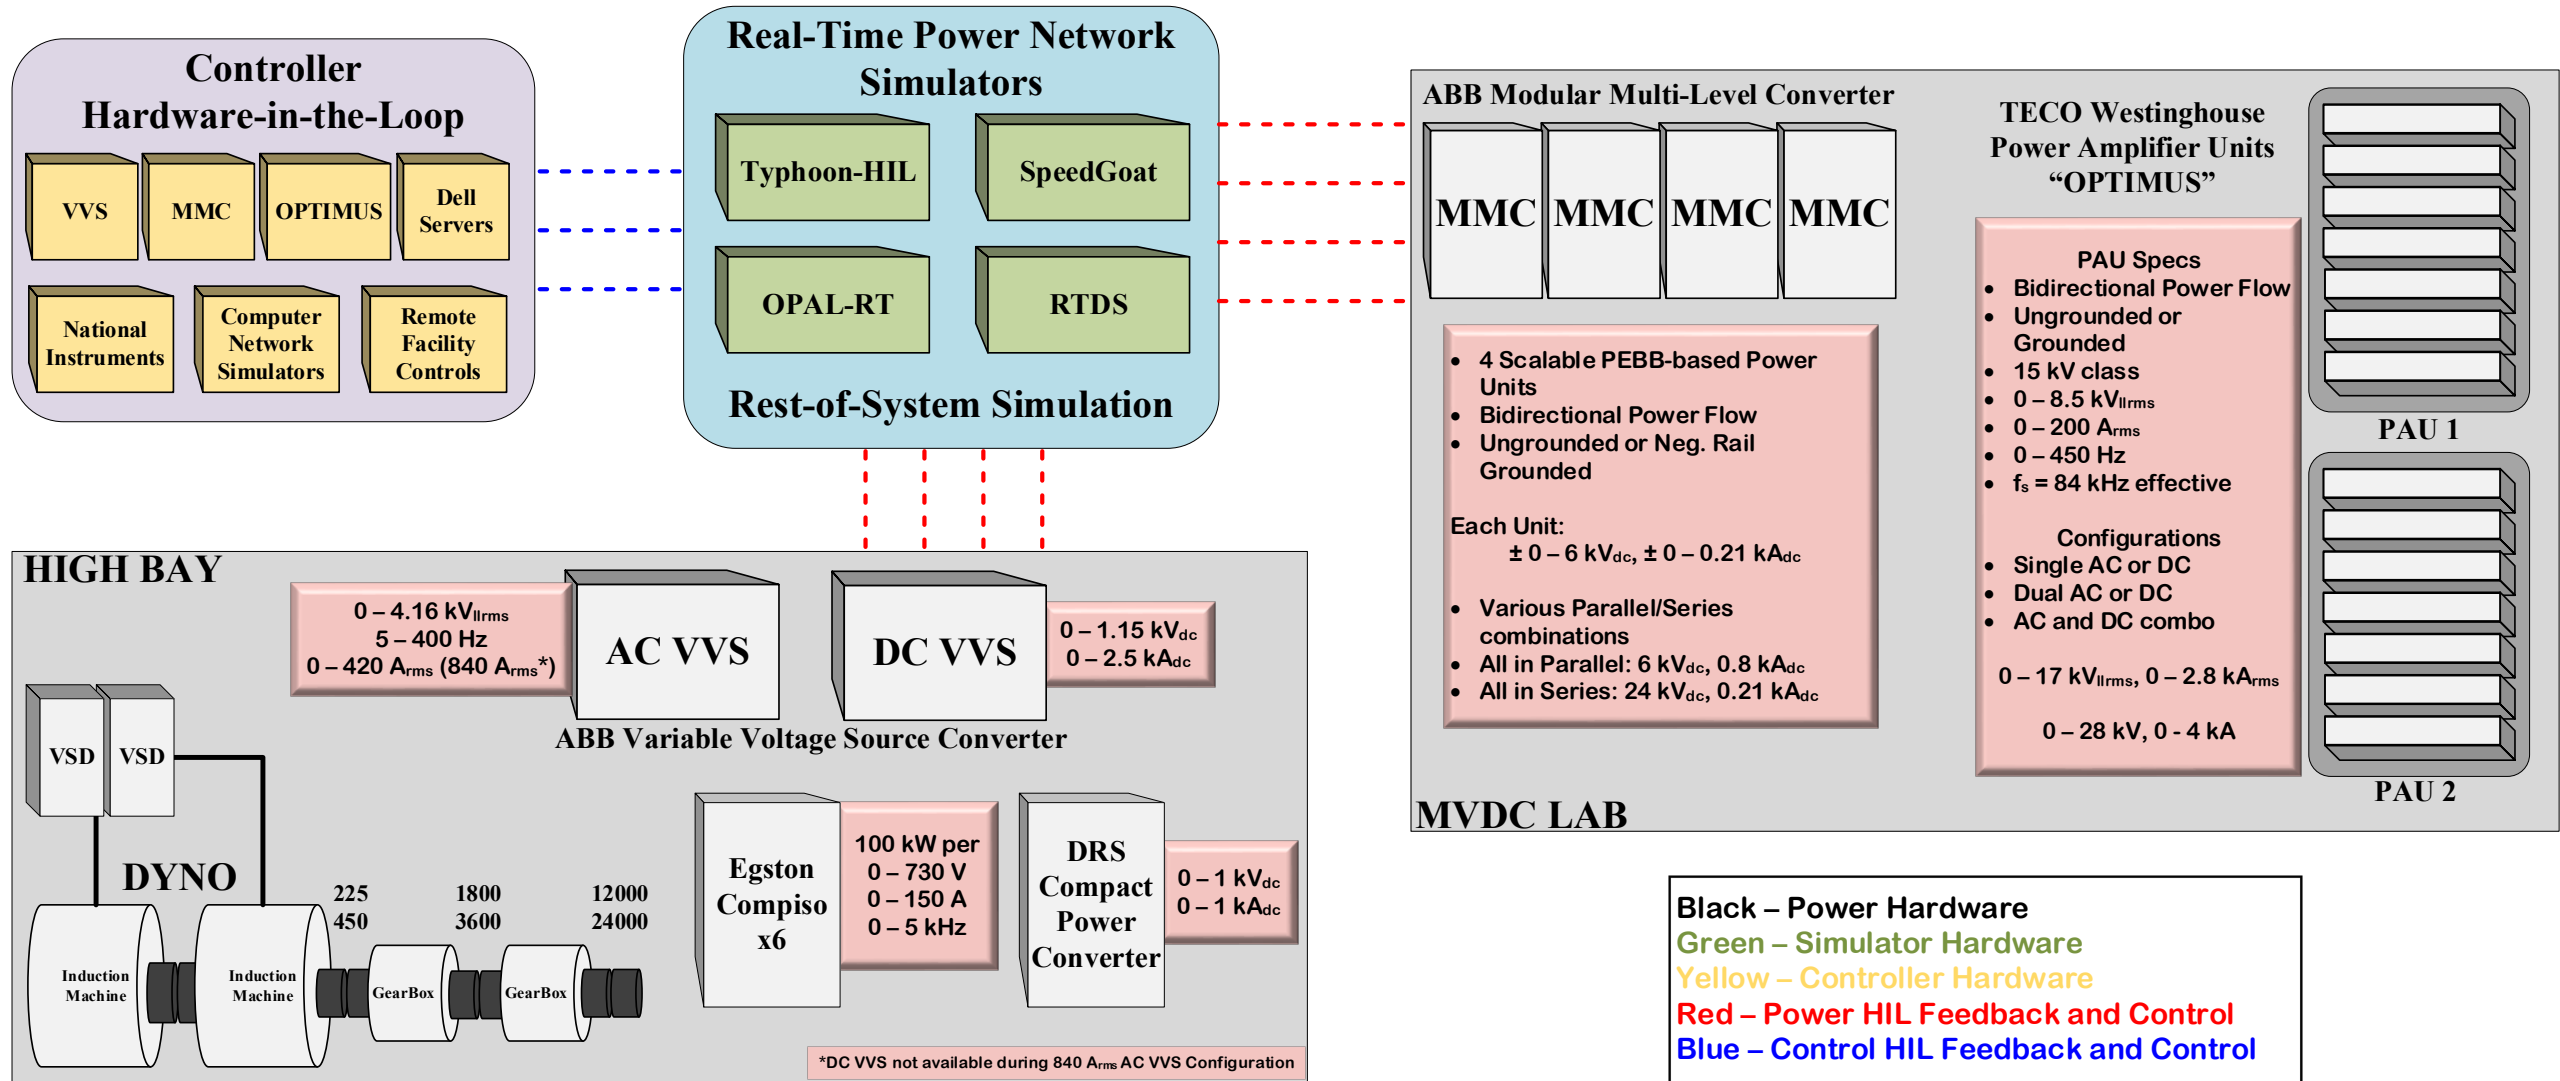 Controller
Hardware-in-the-Loop
VVS
MMC
OPTIMUS
Dell
Servers
National
Instruments
Computer
Network
Simulators
Remote
Facility
Controls
Real-Time Power Network
Simulators
Typhoon-HIL
SpeedGoat
OPAL-RT
RTDS
Rest-of-System Simulation
ABB Modular Multi-Level Converter
MMC
MMC
MMC
MMC
• 4 Scalable PEBB-based Power
Units
• Bidirectional Power Flow
• Ungrounded or Neg. Rail
Grounded
Each Unit:
± 0 – 6 kVdc, ± 0 – 0.21 kAdc
• Various Parallel/Series
combinations
• All in Parallel: 6 kVdc, 0.8 kAdc
• All in Series: 24 kVdc, 0.21 kAdc
TECO Westinghouse
Power Amplifier Units
“OPTIMUS”
PAU Specs
• Bidirectional Power Flow
• Ungrounded or
Grounded
• 15 kV class
• 0 – 8.5 kVllrms
• 0 – 200 Arms
• 0 – 450 Hz
• fs = 84 kHz effective
Configurations
• Single AC or DC
• Dual AC or DC
• AC and DC combo
0 – 17 kVllrms, 0 – 2.8 kArms
0 – 28 kV, 0 - 4 kA
PAU 1
PAU 2
MVDC LAB
HIGH BAY
0 – 4.16 kVllrms
5 – 400 Hz
0 – 420 Arms (840 Arms*)
AC VVS
DC VVS
0 – 1.15 kVdc
0 – 2.5 kAdc
ABB Variable Voltage Source Converter
VSD
VSD
DYNO
225
450
1800
3600
12000
24000
Induction
Machine
Induction
Machine
GearBox
GearBox
Egston
Compiso
x6
100 kW per
0 – 730 V
0 – 150 A
0 – 5 kHz
DRS
Compact
Power
Converter
0 – 1 kVdc
0 – 1 kAdc
*DC VVS not available during 840 Arms AC VVS Configuration
Black – Power Hardware
Green – Simulator Hardware
Yellow – Controller Hardware
Red – Power HIL Feedback and Control
Blue – Control HIL Feedback and Control